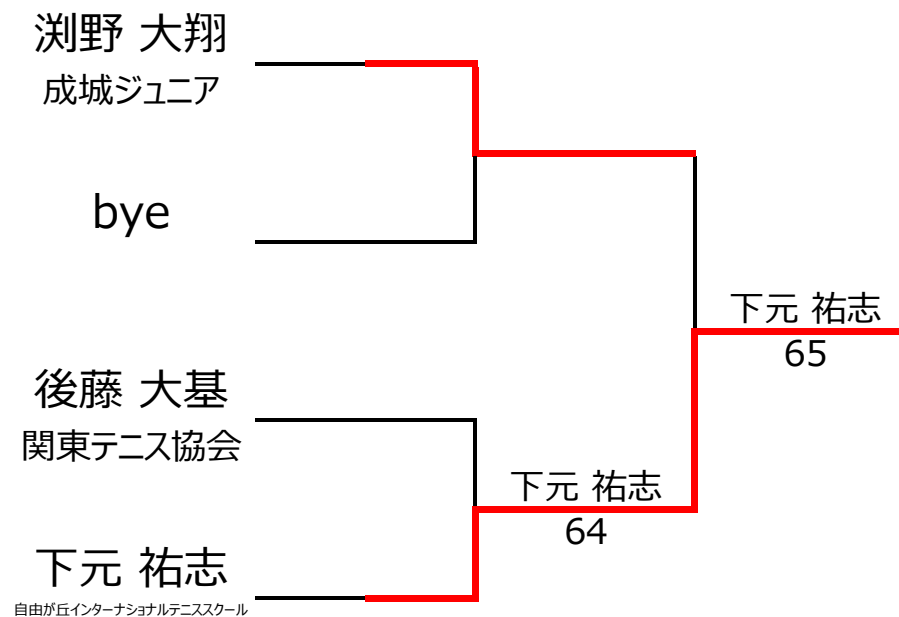 渕野 大翔
成城ジュニア
bye
後藤 大基
関東テニス協会
下元 祐志
自由が丘インターナショナルテニススクール
下元 祐志
64
下元 祐志
65